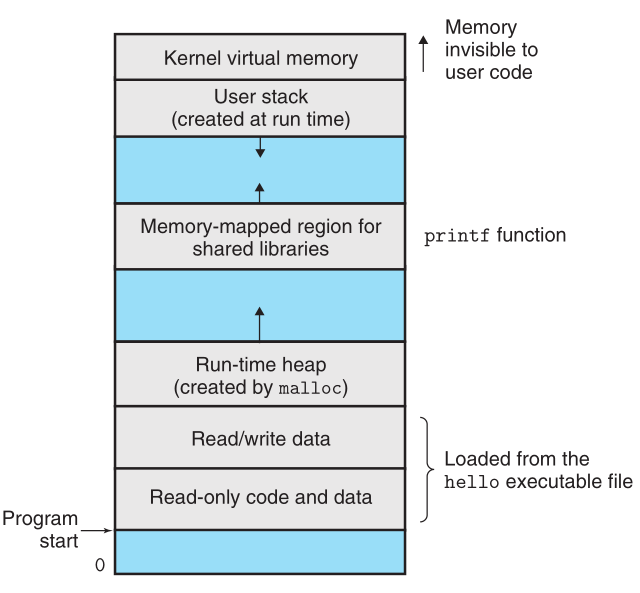 Memory
invisible to
user code
Kernel virtual memory
User stack
(created at run time)
Memory-mapped region for
shared libraries
printf function
Run-time heap
(created by malloc)
Read/write data
Loaded from the
hello executable file
Read-only code and data
Program
start
0